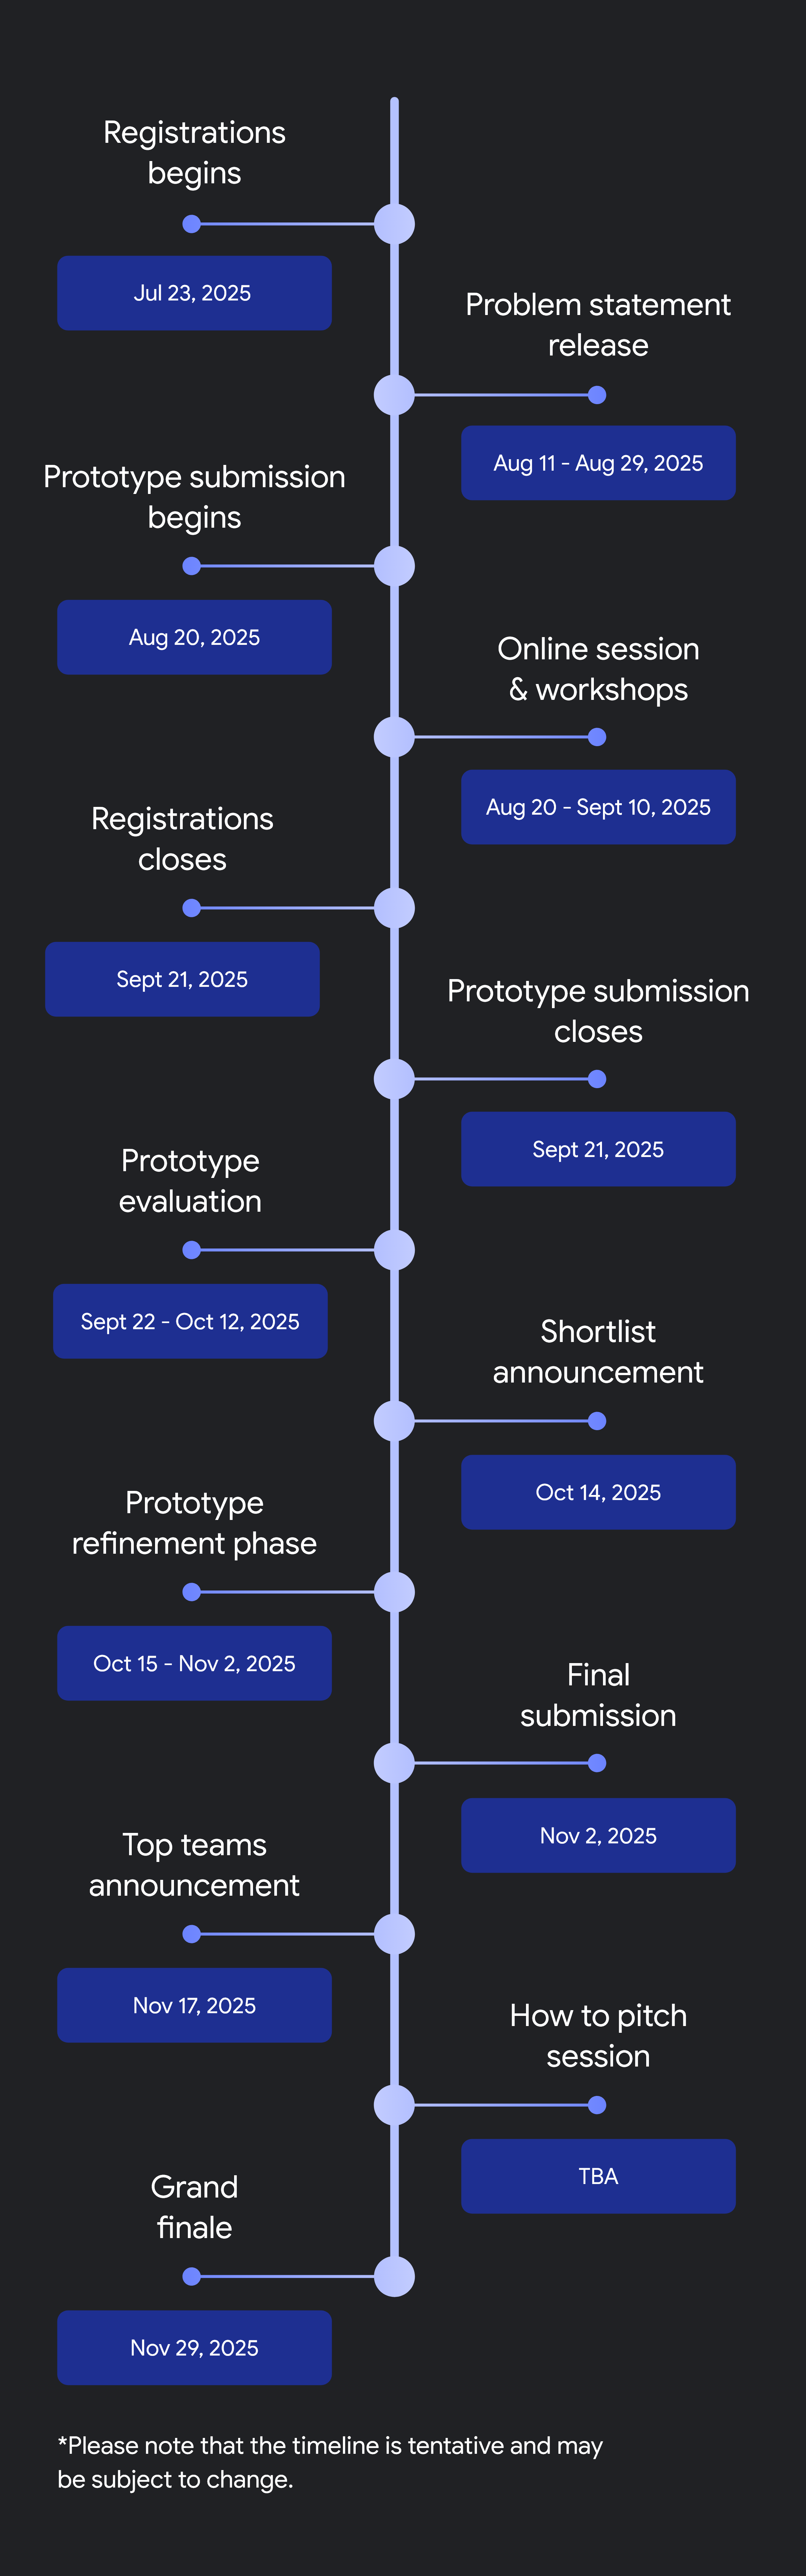 Registrations
begins
Jul 23, 2025
Problem statement
release
Aug 11 - Aug 29, 2025
Prototype submission
begins
Aug 20, 2025
Online session
& workshops
Aug 20 - Sept 10, 2025
Registrations
closes
Sept 21, 2025
Prototype submission
closes
Sept 21, 2025
Prototype
evaluation
Sept 22 - Oct 12, 2025
Shortlist
announcement
Oct 14, 2025
Prototype
refinement phase
Oct 15 - Nov 2, 2025
Final
submission
Nov 2, 2025
Top teams
announcement
Nov 17, 2025
How to pitch
session
TBA
Grand
finale
Nov 29, 2025
*Please note that the timeline is tentative and may
be subject to change.